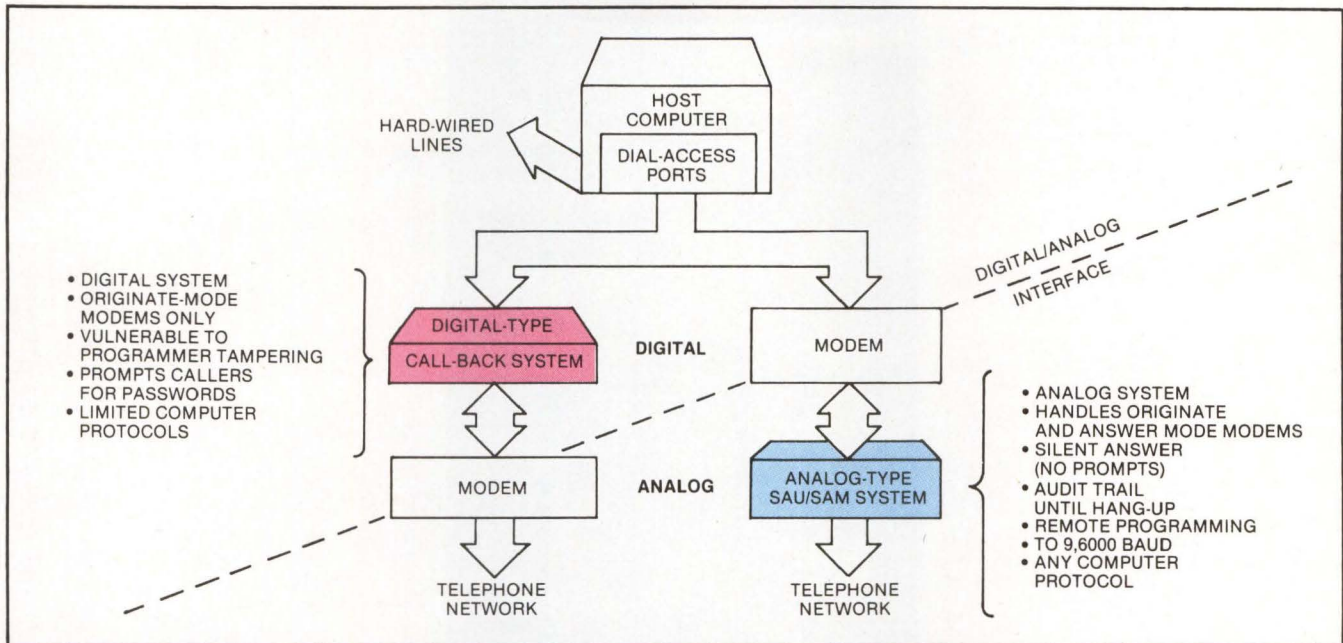 HOST
COMPUTER
HARD-WIRED
LINES
DIAL-ACCESS
PORTS
DIGITAL/ANALOG
INTERFACE
• DIGITAL SYSTEM
• ORIGINATE-MODE
MODEMS ONLY
• VULNERABLE TO
PROGRAMMER TAMPERING
• PROMPTS CALLERS
FOR PASSWORDS
• LIMITED COMPUTER
PROTOCOLS
DIGITAL-TYPE
CALL-BACK SYSTEM
DIGITAL
MODEM
MODEM
ANALOG
ANALOG-TYPE
SAU/SAM SYSTEM
• ANALOG SYSTEM
• HANDLES ORIGINATE
AND ANSWER MODE MODEMS
• SILENT ANSWER
(NO PROMPTS)
• AUDIT TRAIL
UNTIL HANG-UP
• REMOTE PROGRAMMING
• TO 9,6000 BAUD
• ANY COMPUTER
PROTOCOL
TELEPHONE
NETWORK
TELEPHONE
NETWORK